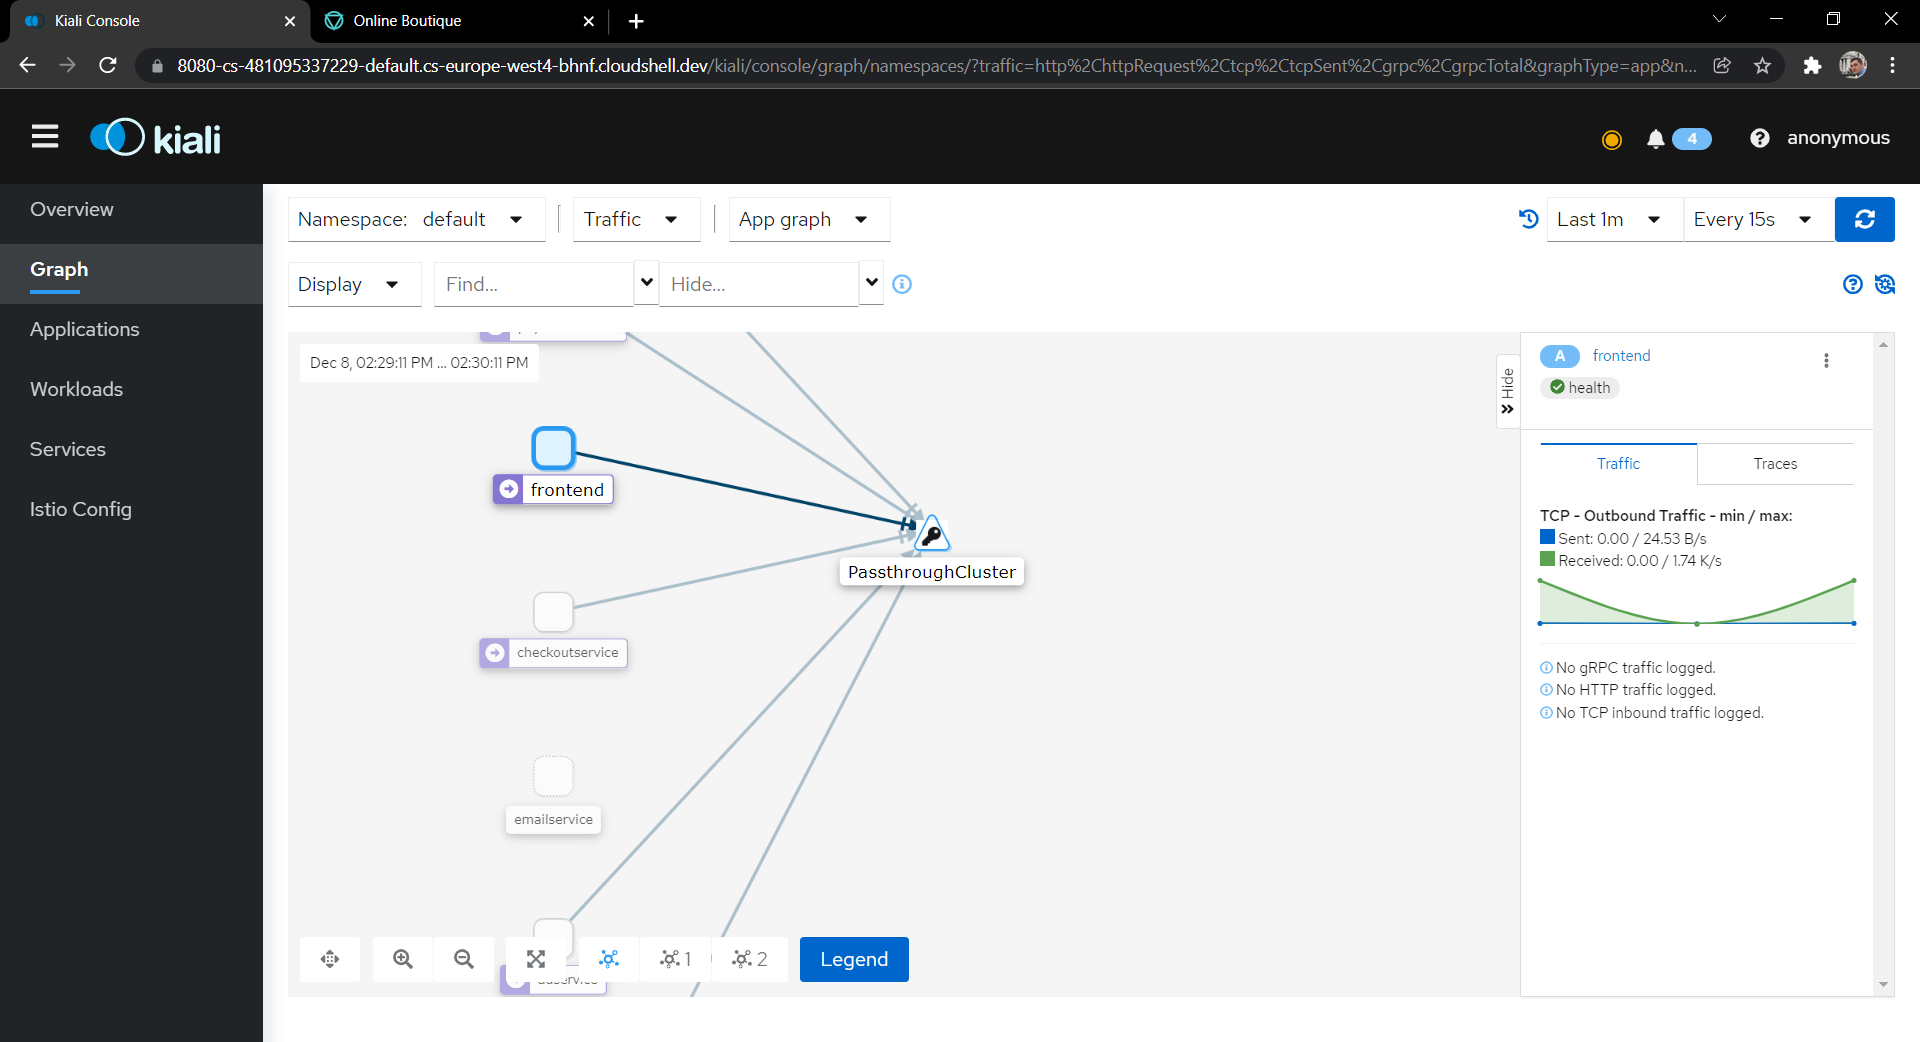 Kiali Console
Online Boutique
8080-cs-481095337229-default.cs-europe-west4-bhnf.cloudshell.dev/kiali/console/graph/namespaces/?traffic=http%2ChttpRequest%2Ctcp%2CtcpSent%2Cgrpc%2CgrpcTotal&graphType=app&n...
kiali
4
anonymous
Overview
Graph
Applications
Workloads
Services
Istio Config
Namespace: default
Traffic
App graph
Last 1m
Every 15s
Display
Find...
Hide...
Dec 8, 02:29:11 PM ... 02:30:11 PM
frontend
PassthroughCluster
checkoutservice
emailservice
adservice
1
2
Legend
Hide
A frontend
health
Traffic
Traces
TCP - Outbound Traffic - min / max:
Sent: 0.00 / 24.53 B/s
Received: 0.00 / 1.74 K/s
No gRPC traffic logged.
No HTTP traffic logged.
No TCP inbound traffic logged.